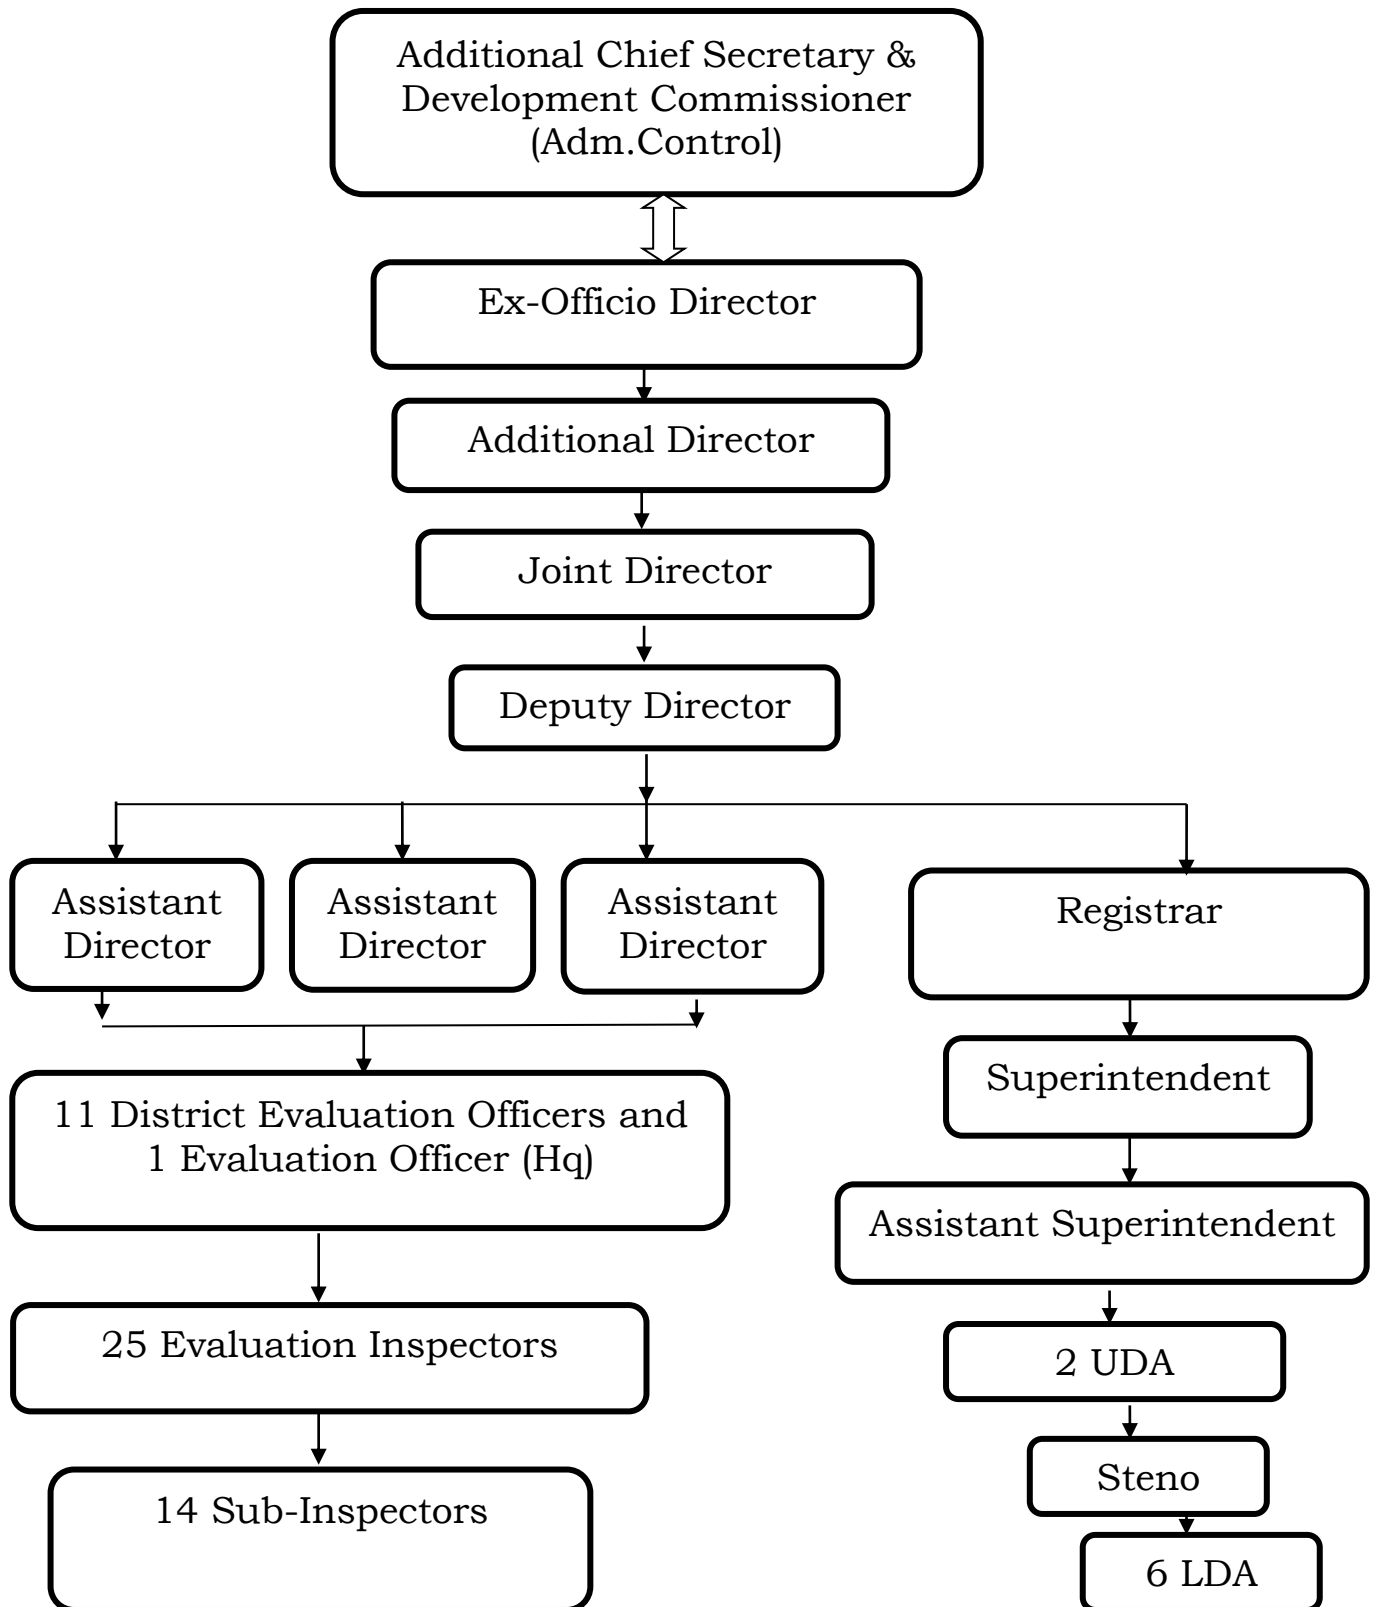 Additional Chief Secretary &
Development Commissioner
(Adm.Control)
Ex-Officio Director
Additional Director
Joint Director
Deputy Director
Assistant
Director
Assistant
Director
Assistant
Director
Registrar
11 District Evaluation Officers and
1 Evaluation Officer (Hq)
25 Evaluation Inspectors
14 Sub-Inspectors
Superintendent
Assistant Superintendent
2 UDA
Steno
6 LDA